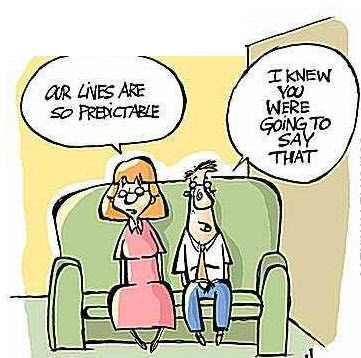 OUR LIVES ARE
SO PREDICTABLE
I KNEW
YOU
WERE
GOING TO
SAY
THAT